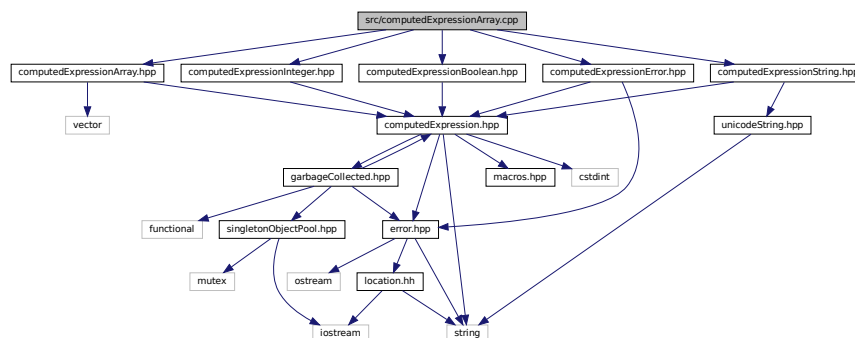 src/computedExpressionArray.cpp
computedExpressionArray.hpp
computedExpressionInteger.hpp
computedExpressionBoolean.hpp
computedExpressionError.hpp
computedExpressionString.hpp
vector
computedExpression.hpp
unicodeString.hpp
garbageCollected.hpp
macros.hpp
cstdint
functional
singletonObjectPool.hpp
error.hpp
mutex
ostream
location.hh
iostream
string